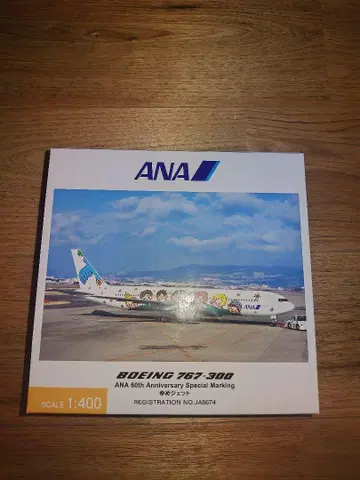 ANA
ANA
BOEING 767-300
ANA 60th Anniversary Special Marking
ゆめジェット
SCALE 1:400
REGISTRATION NO.JA8674